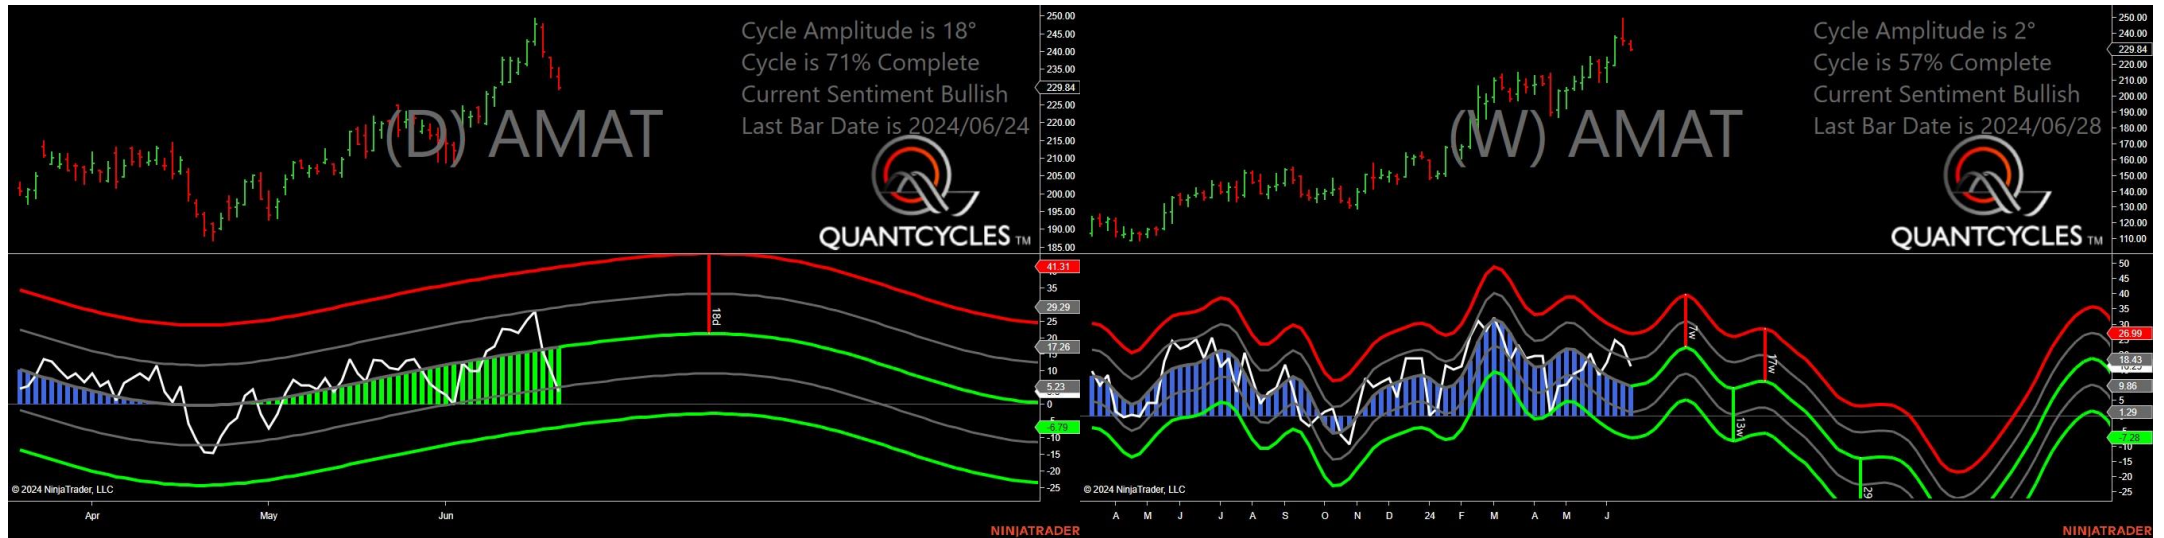 Cycle Amplitude is 18°
Cycle is 71% Complete
Current Sentiment Bullish
Last Bar Date is 2024/06/24
(D) AMAT
QUANTCYCLES TM
250.00
245.00
240.00
235.00
229.84
225.00
220.00
215.00
210.00
205.00
200.00
195.00
190.00
185.00
41.31
35
29.29
25
17.26
5.23
0
-6.79
-10
-15
-20
-25
18d
© 2024 NinjaTrader, LLC
Apr May Jun
NINJATRADER
Cycle Amplitude is 2°
Cycle is 57% Complete
Current Sentiment Bullish
Last Bar Date is 2024/06/28
(W) AMAT
QUANTCYCLES TM
250.00
240.00
229.84
220.00
210.00
200.00
190.00
180.00
170.00
160.00
150.00
140.00
130.00
120.00
110.00
50
45
40
35
26.99
18.43
9.86
5
1.29
-7.28
-15
-20
-25
7w
17w
13w
29
© 2024 NinjaTrader, LLC
A M J J A S O N D 24 F M A M J
NINJATRADER